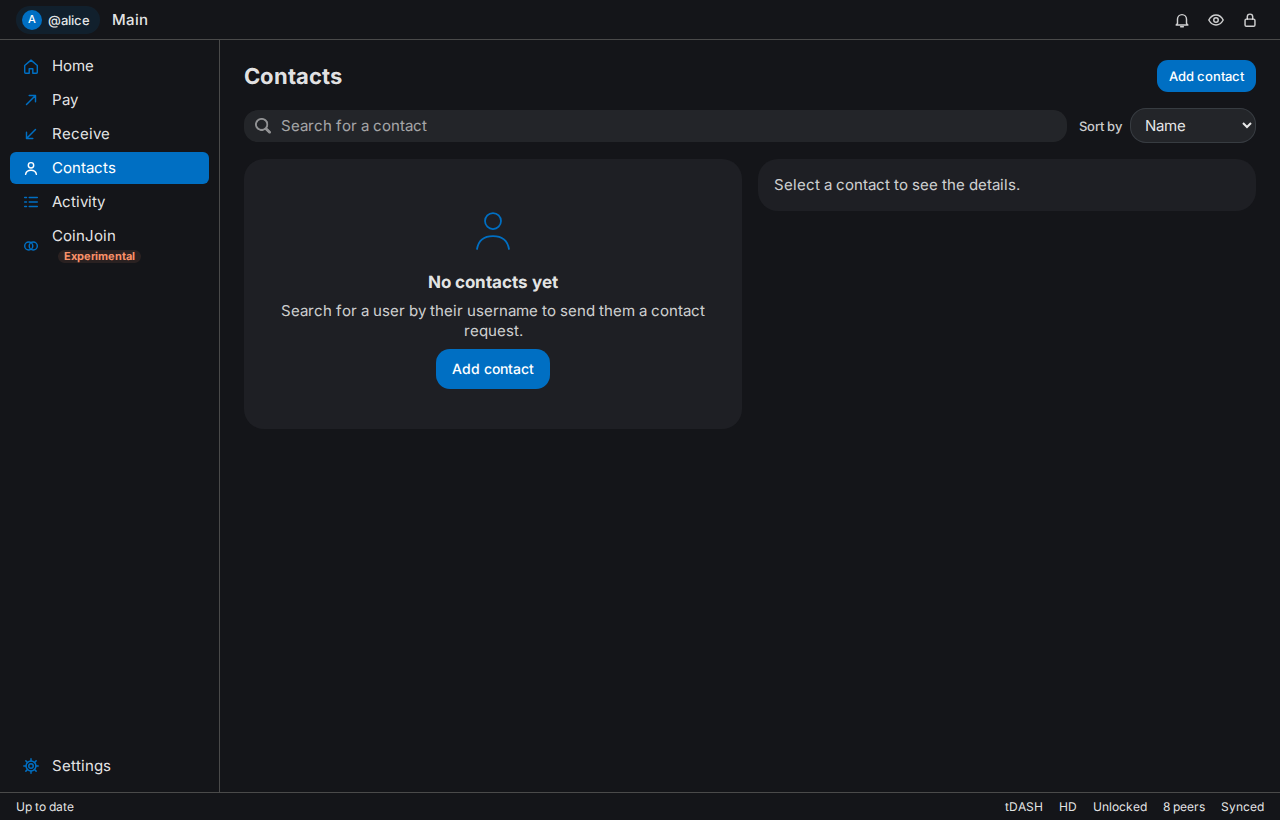 A @alice Main
Home
Pay
Receive
Contacts
Activity
CoinJoin
Experimental
Settings
Contacts
Add contact
Search for a contact
Sort by Name
No contacts yet
Search for a user by their username to send them a contact
request.
Add contact
Select a contact to see the details.
Up to date
tDASH HD Unlocked 8 peers Synced